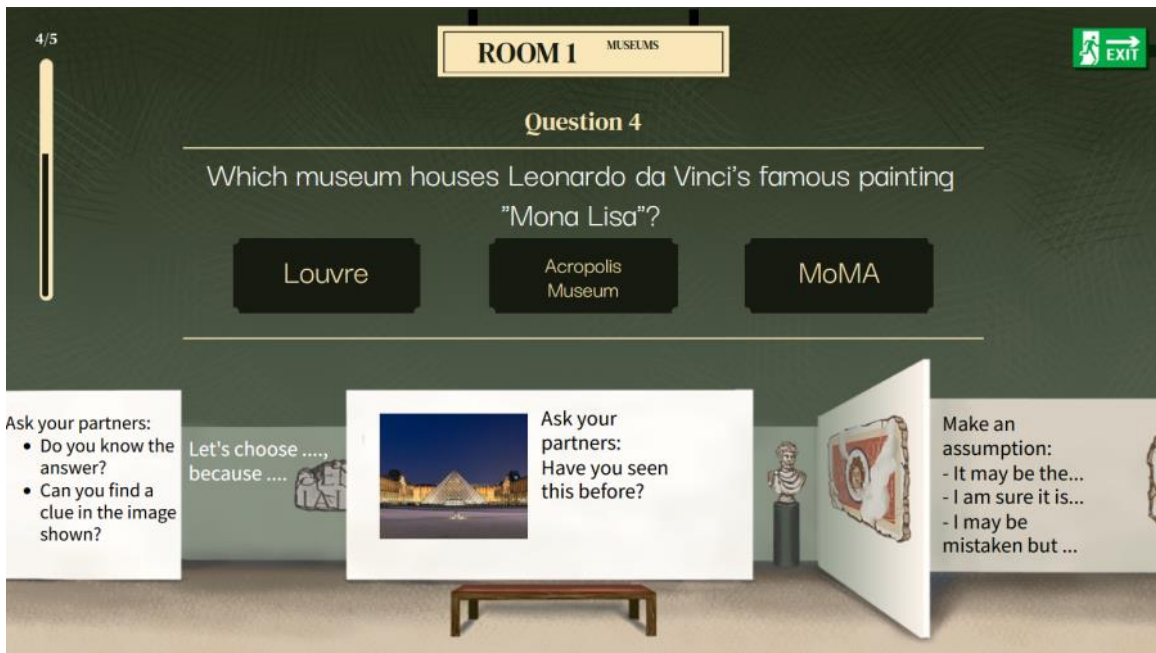 4/5
ROOM 1
MUSEUMS
EXIT
Question 4
Which museum houses Leonardo da Vinci's famous painting
"Mona Lisa"?
Louvre
Acropolis
Museum
MoMA
Ask your partners:
• Do you know the
answer?
• Can you find a
clue in the image
shown?
Let's choose ....,
because ....
Ask your
partners:
Have you seen
this before?
Make an
assumption:
- It may be the...
- I am sure it is...
- I may be
mistaken but ...